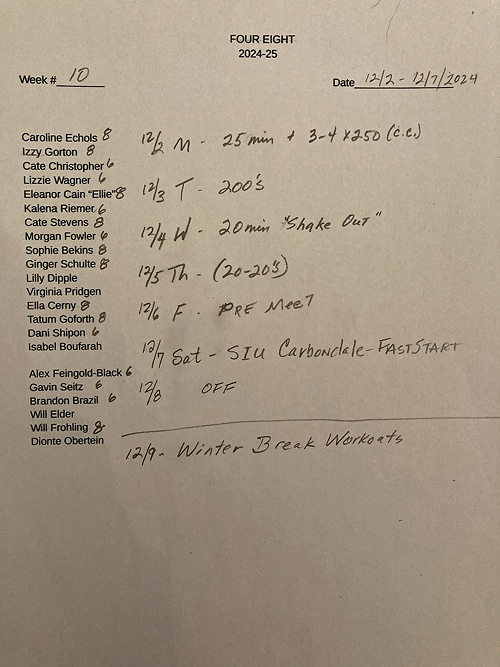 FOUR EIGHT
2024-25
Week # 10
Date 12/2 - 12/7/2024
Caroline Echols 8
Izzy Gorton 8
Cate Christopher 6
Lizzie Wagner 6
Eleanor Cain "Ellie" 8
Kalena Riemer 6
Cate Stevens 8
Morgan Fowler 6
Sophie Bekins 8
Ginger Schulte 8
Lilly Dipple
Virginia Pridgen
Ella Cerny 8
Tatum Goforth 8
Dani Shipon 6
Isabel Boufarah
Alex Feingold-Black 6
Gavin Seitz 6
Brandon Brazil 6
Will Elder
Will Frohling 8
Dionte Obertein
12/2 M - 25 min + 3-4 x 250 (c.c.)
12/3 T - 200's
12/4 W - 20 min "Shake Out"
12/5 Th - (20-20's)
12/6 F - PRE MEET
12/7 Sat - SIU Carbondale - FASTSTART
12/8 OFF
12/9 - Winter Break Workouts